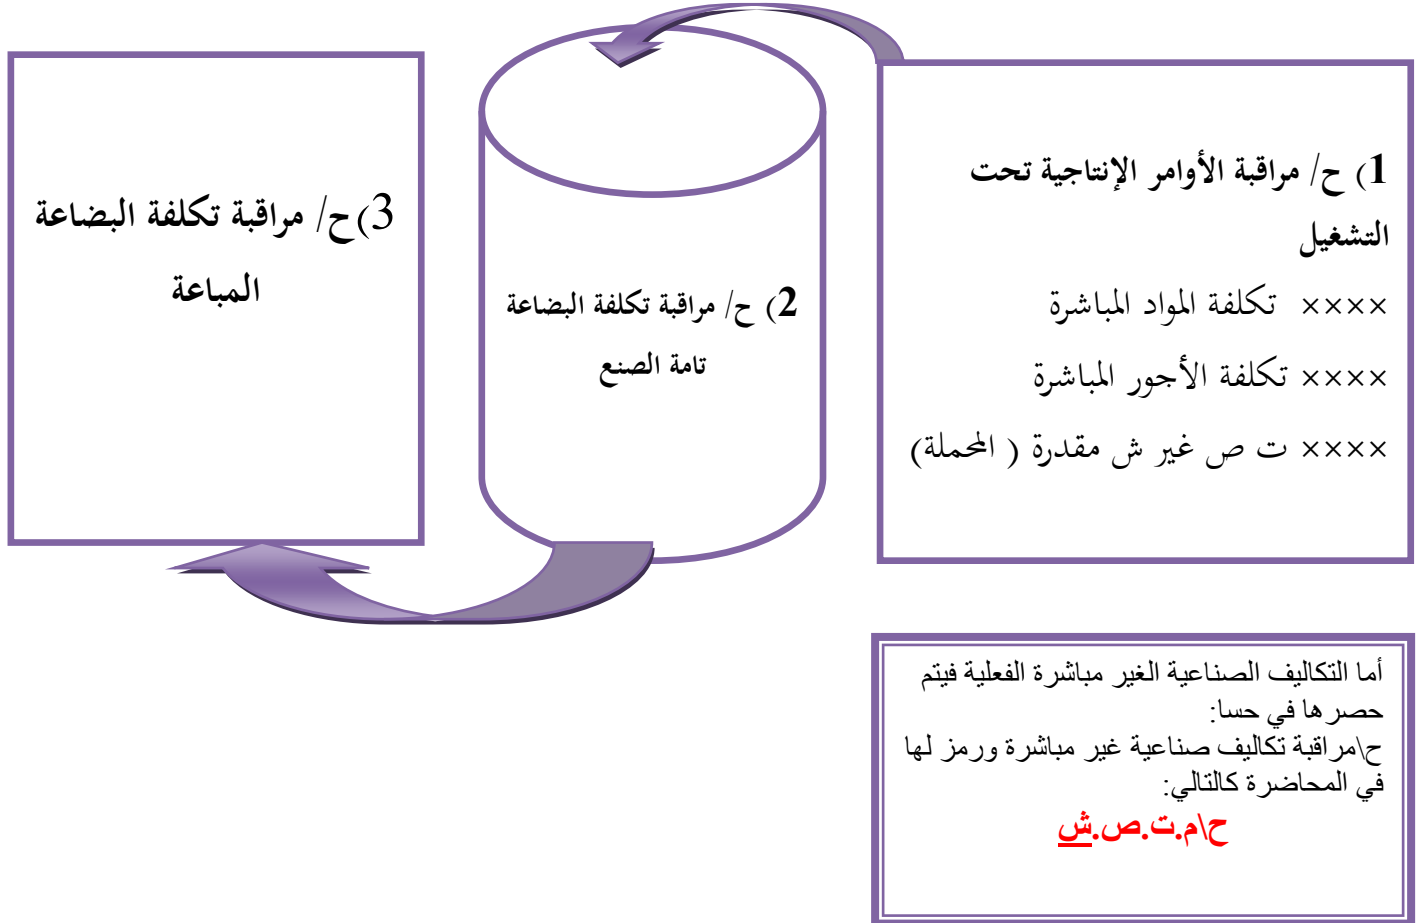 1) ح/ مراقبة الأوامر الإنتاجية تحت
التشغيل
×××× تكلفة المواد المباشرة
×××× تكلفة الأجور المباشرة
×××× ت ص غير ش مقدرة ( المحملة)
2) ح/ مراقبة تكلفة البضاعة
تامة الصنع
3)ح/ مراقبة تكلفة البضاعة
المباعة
أما التكاليف الصناعية الغير مباشرة الفعلية فيتم
حصرها في حسا:
ح\مراقبة تكاليف صناعية غير مباشرة ورمز لها
في المحاضرة كالتالي:
ح\م.ت.ص.ش